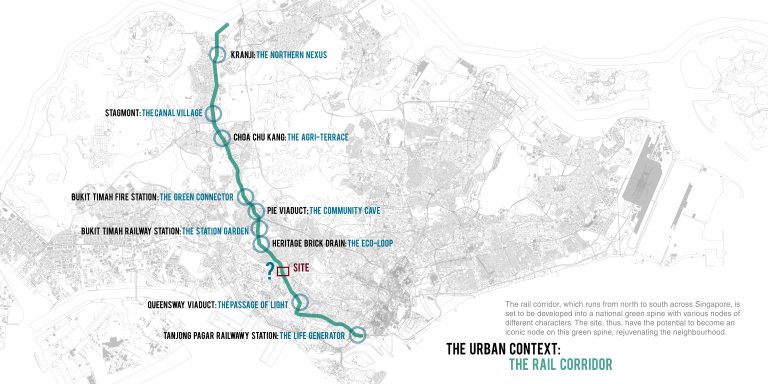 KRANJI: THE NORTHERN NEXUS
STAGMONT: THE CANAL VILLAGE
CHOA CHU KANG: THE AGRI-TERRACE
BUKIT TIMAH FIRE STATION: THE GREEN CONNECTOR
PIE VIADUCT: THE COMMUNITY CAVE
BUKIT TIMAH RAILWAY STATION: THE STATION GARDEN
HERITAGE BRICK DRAIN: THE ECO-LOOP
? SITE
QUEENSWAY VIADUCT: THE PASSAGE OF LIGHT
TANJONG PAGAR RAILWAWY STATION: THE LIFE GENERATOR
The rail corridor, which runs from north to south across Singapore, is
set to be developed into a national green spine with various nodes of
different characters. The site, thus, have the potential to become an
iconic node on this green spine, rejuvenating the neighbourhood.
THE URBAN CONTEXT:
THE RAIL CORRIDOR